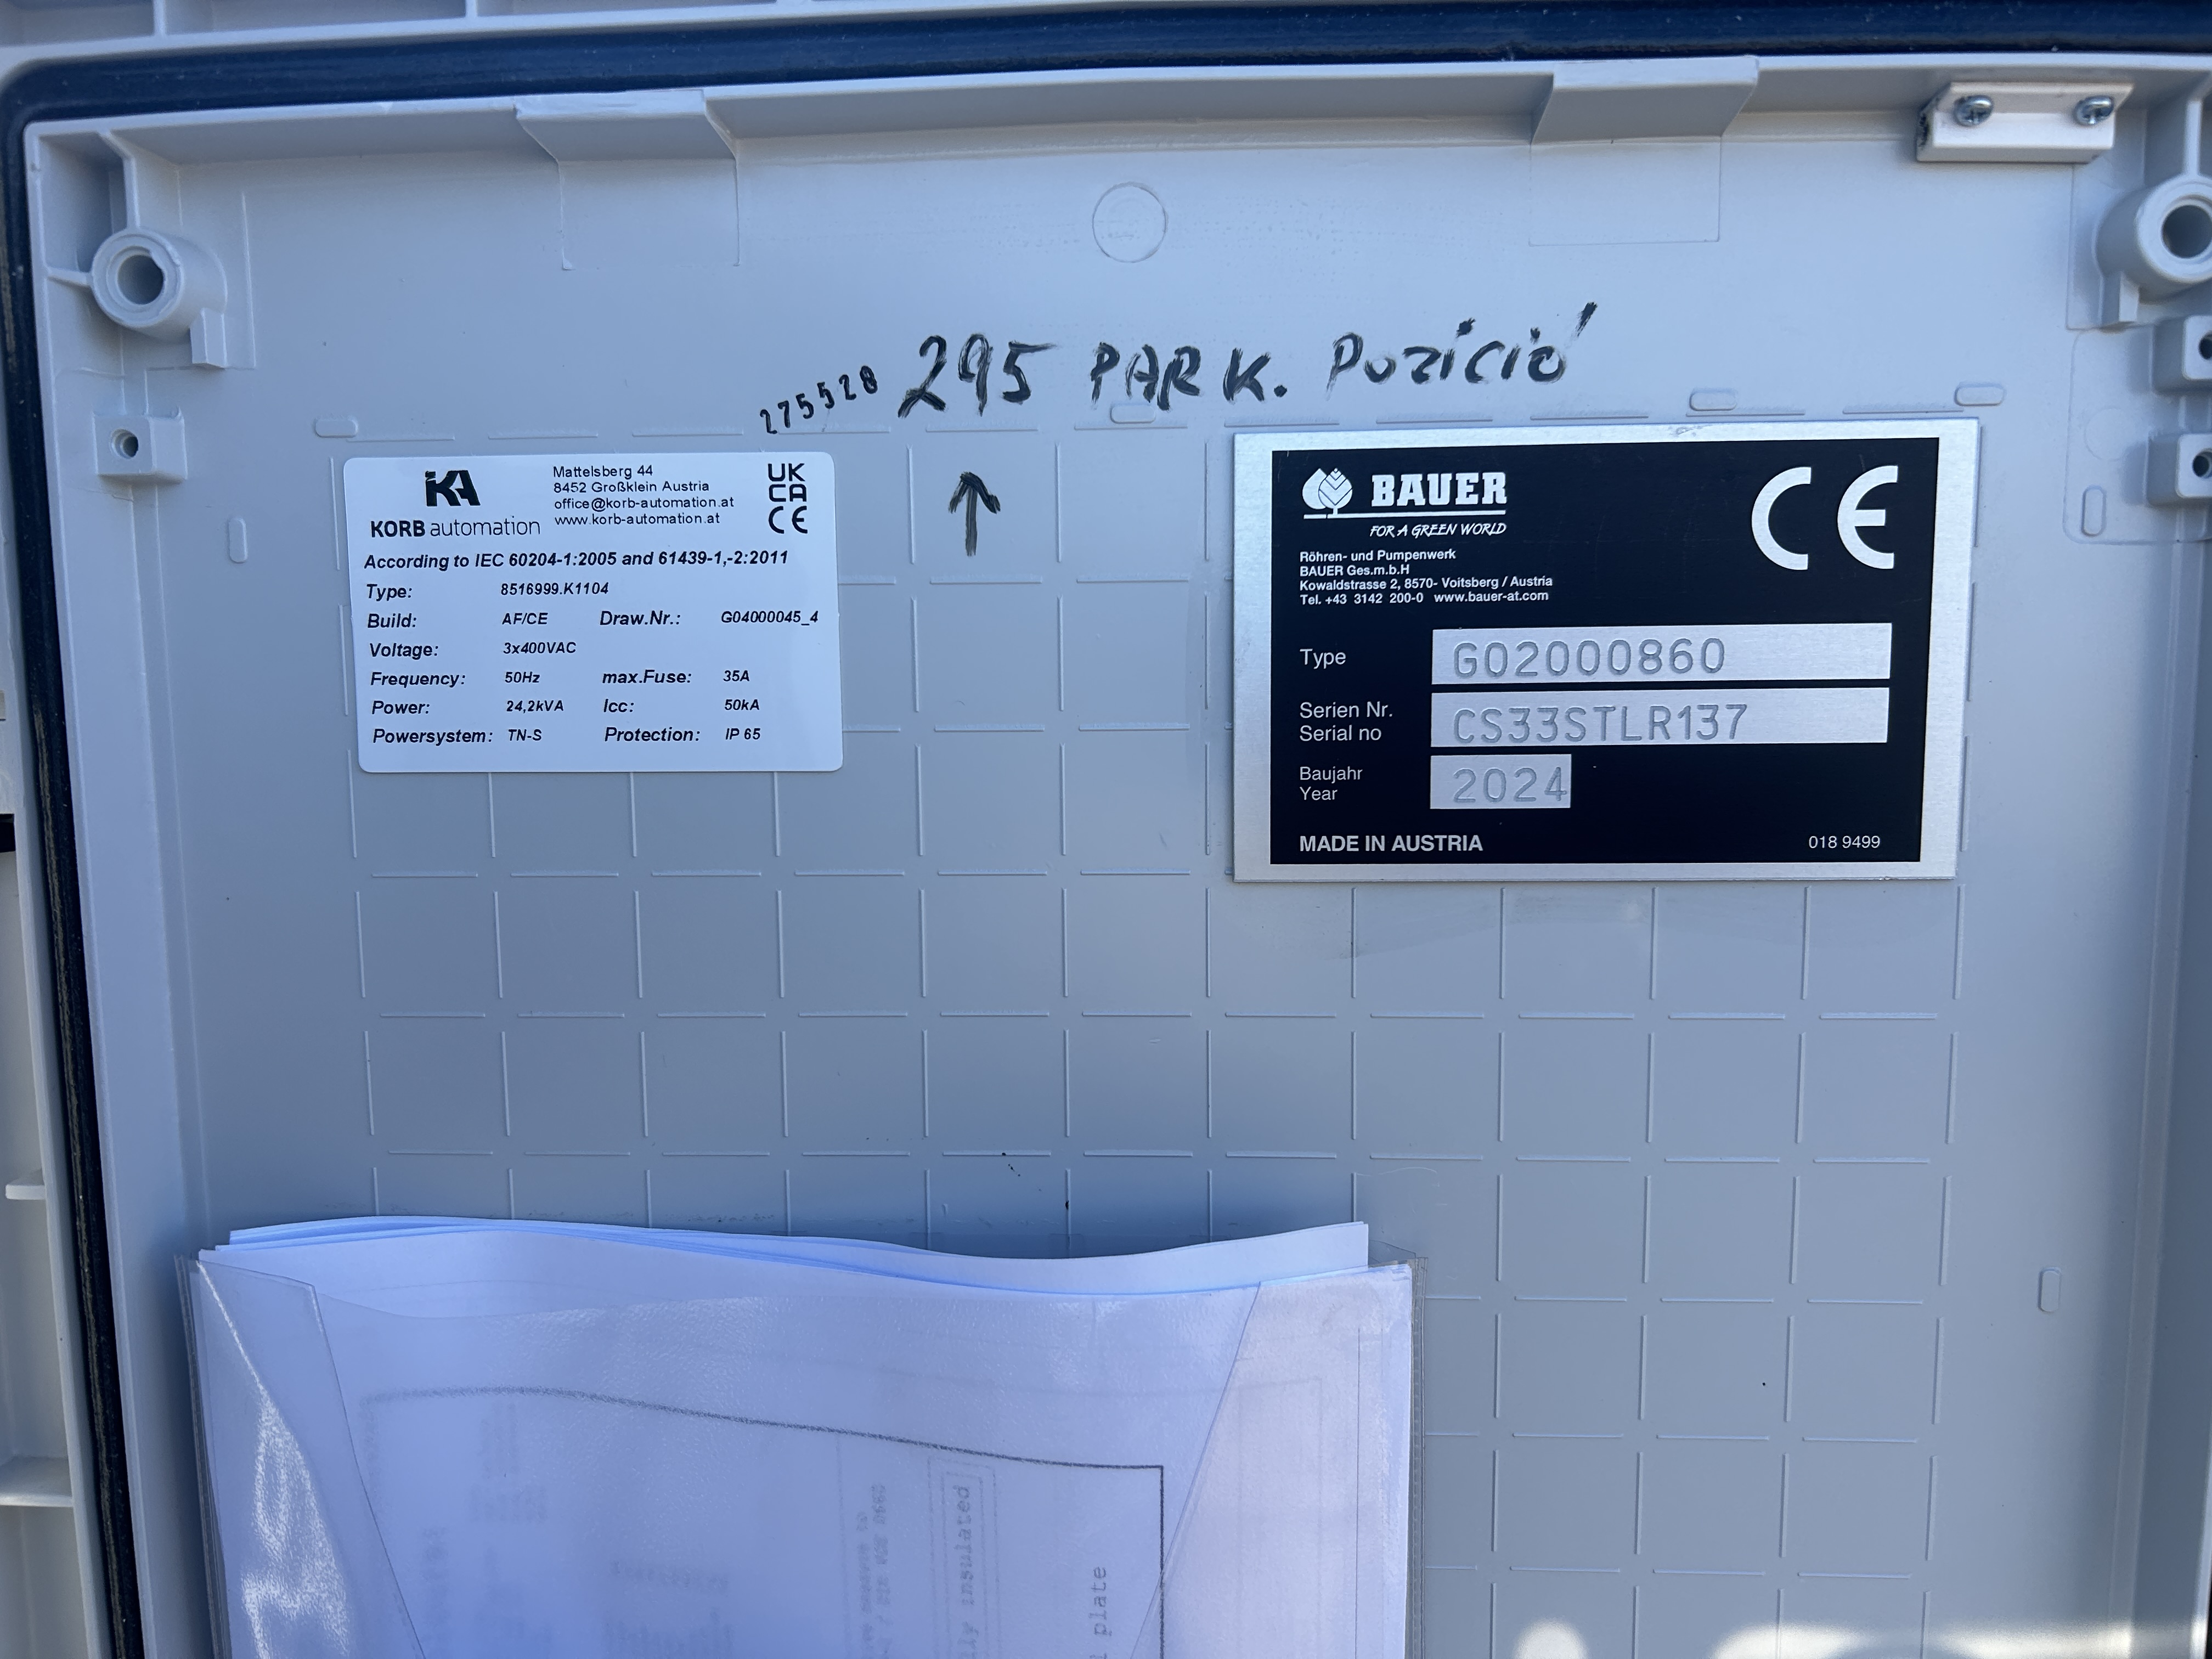 295 PARK. POZÍCIÓ
275528
KA
KORB automation
Mattelsberg 44
8452 Großklein Austria
office@korb-automation.at
www.korb-automation.at
UK
CA
CE
According to IEC 60204-1:2005 and 61439-1,-2:2011
Type: 8516999.K1104
Build: AF/CE Draw.Nr.: G04000045_4
Voltage: 3x400VAC
Frequency: 50Hz max.Fuse: 35A
Power: 24,2kVA Icc: 50kA
Powersystem: TN-S Protection: IP 65
BAUER
FOR A GREEN WORLD
CE
Röhren- und Pumpenwerk
BAUER Ges.m.b.H
Kowaldstrasse 2, 8570- Voitsberg / Austria
Tel. +43 3142 200-0 www.bauer-at.com
Type G02000860
Serien Nr.
Serial no CS33STLR137
Baujahr
Year 2024
MADE IN AUSTRIA 018 9499
insulated
plate